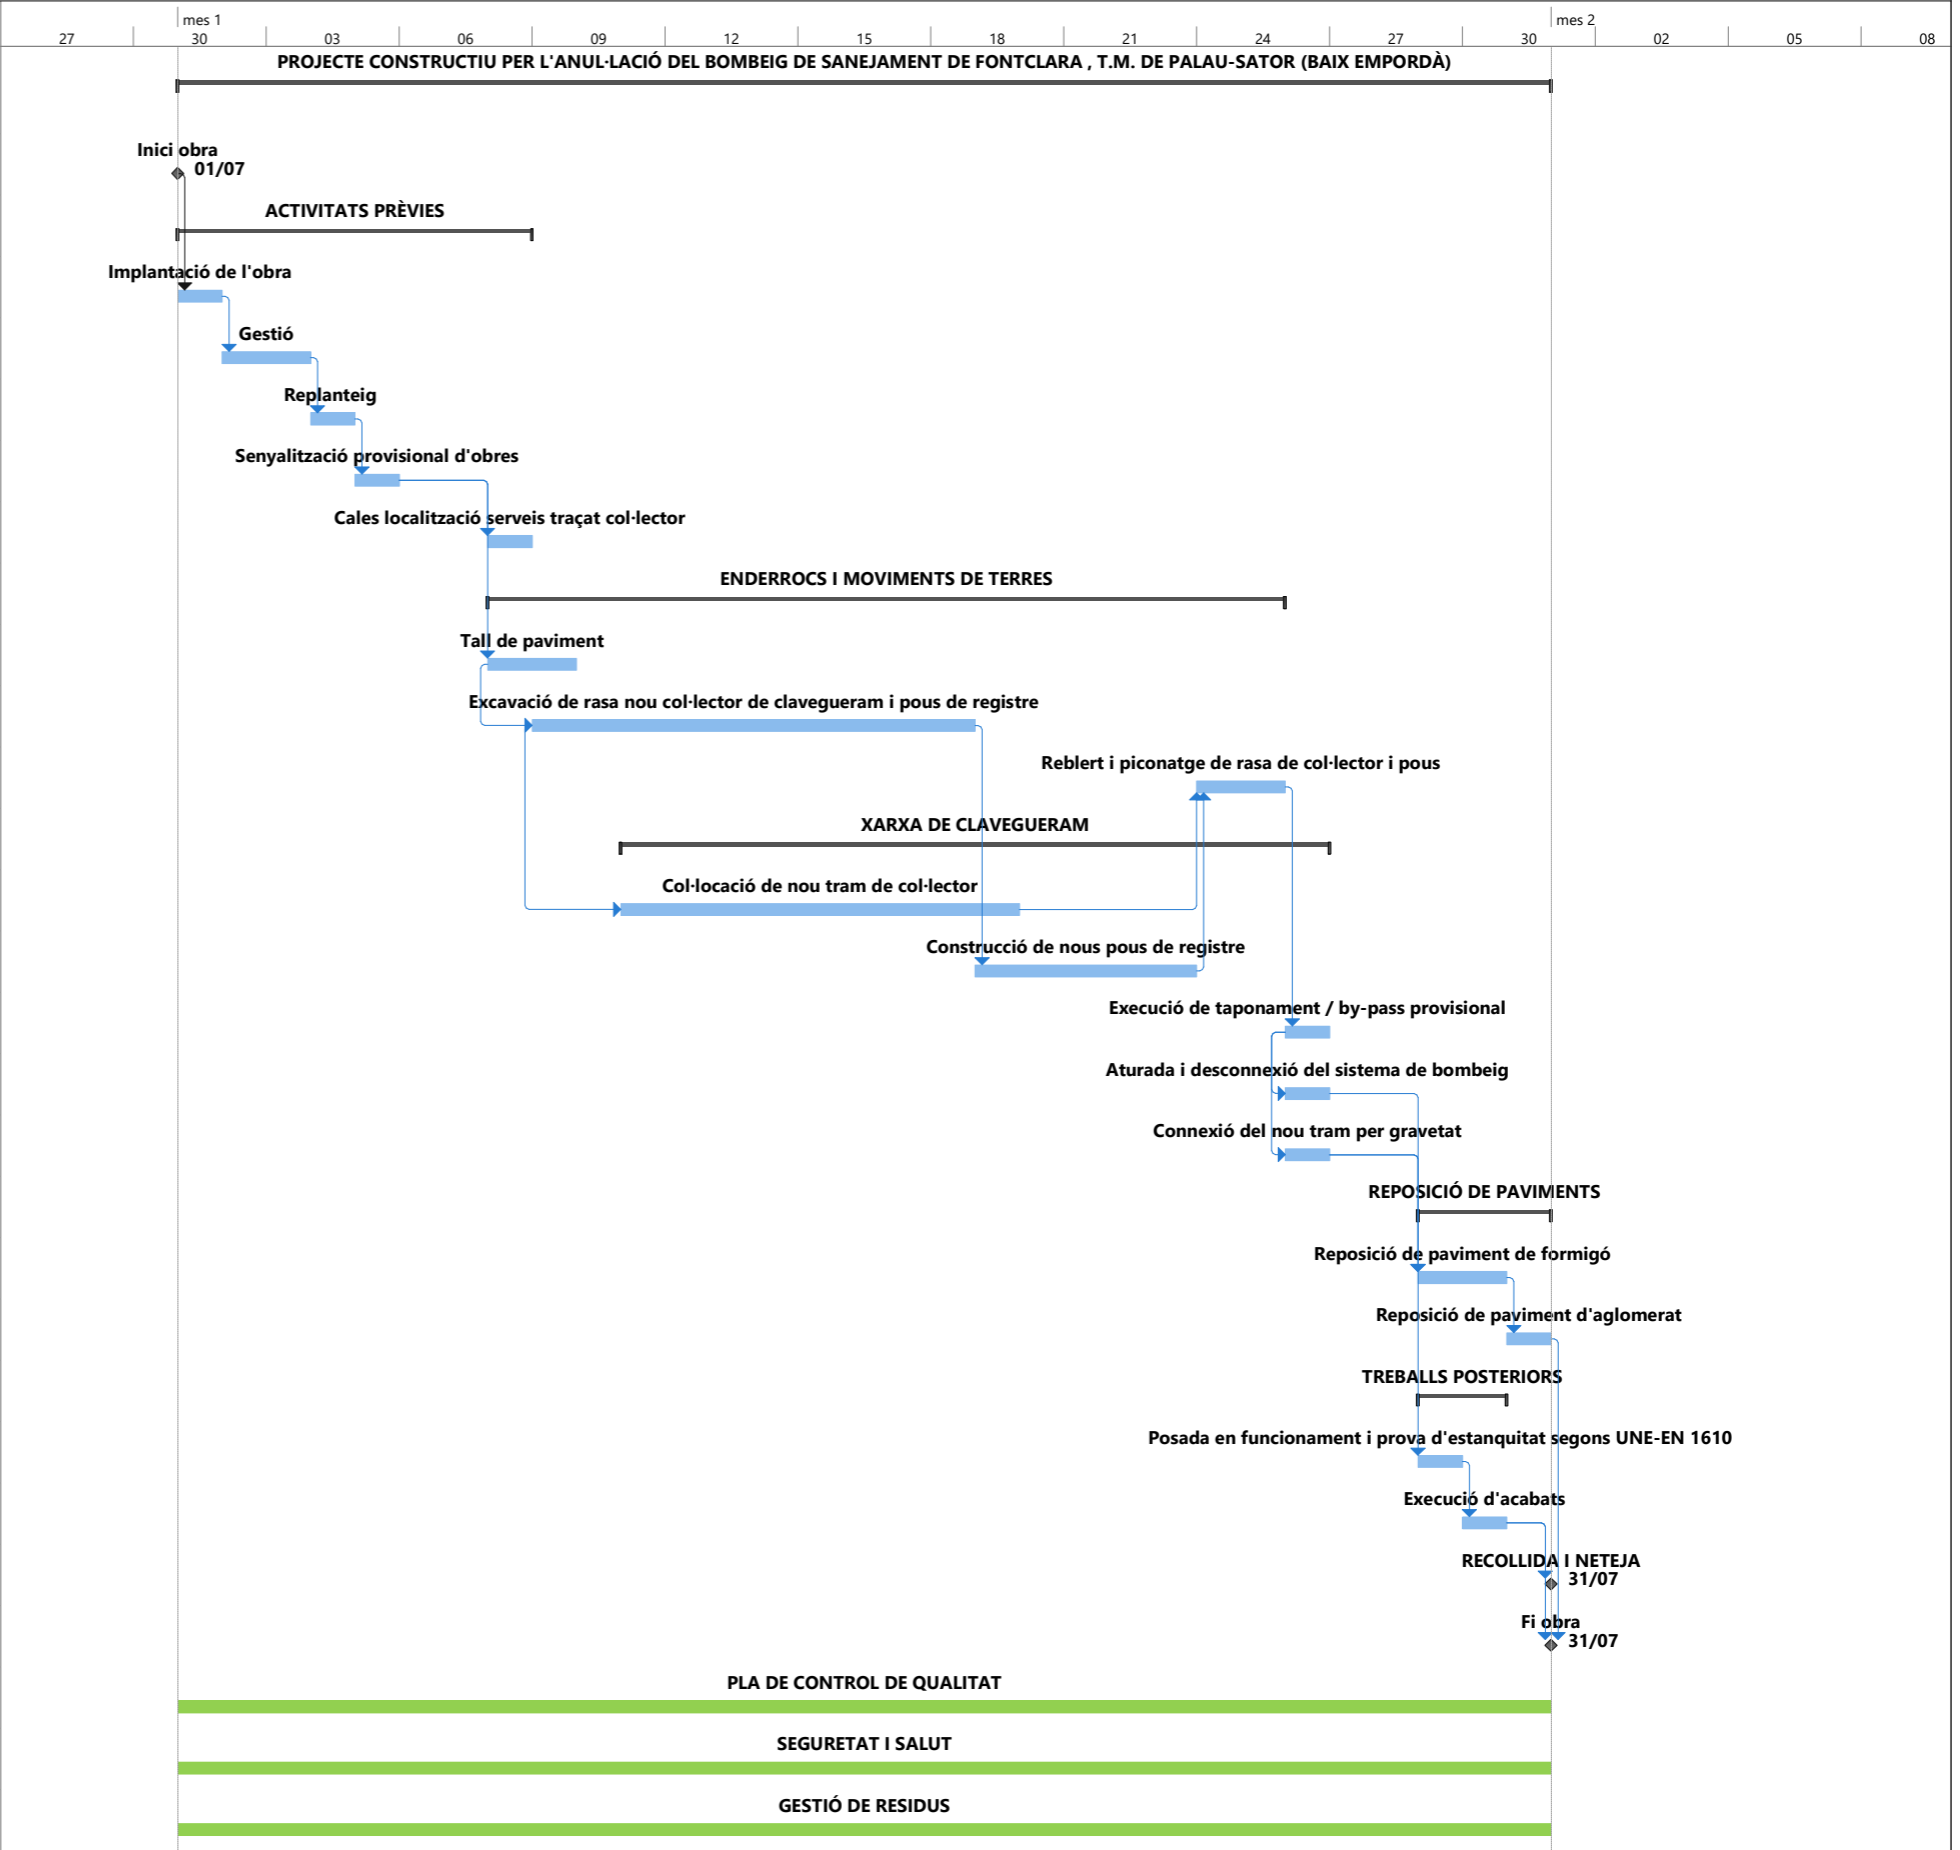 mes 1 mes 2
27 30 03 06 09 12 15 18 21 24 27 30 02 05 08
PROJECTE CONSTRUCTIU PER L'ANUL·LACIÓ DEL BOMBEIG DE SANEJAMENT DE FONTCLARA , T.M. DE PALAU-SATOR (BAIX EMPORDÀ)
Inici obra
01/07
ACTIVITATS PRÈVIES
Implantació de l'obra
Gestió
Replanteig
Senyalització provisional d'obres
Cales localització serveis traçat col·lector
ENDERROCS I MOVIMENTS DE TERRES
Tall de paviment
Excavació de rasa nou col·lector de clavegueram i pous de registre
Reblert i piconatge de rasa de col·lector i pous
XARXA DE CLAVEGUERAM
Col·locació de nou tram de col·lector
Construcció de nous pous de registre
Execució de taponament / by-pass provisional
Aturada i desconnexió del sistema de bombeig
Connexió del nou tram per gravetat
REPOSICIÓ DE PAVIMENTS
Reposició de paviment de formigó
Reposició de paviment d'aglomerat
TREBALLS POSTERIORS
Posada en funcionament i prova d'estanquitat segons UNE-EN 1610
Execució d'acabats
RECOLLIDA I NETEJA
31/07
Fi obra
31/07
PLA DE CONTROL DE QUALITAT
SEGURETAT I SALUT
GESTIÓ DE RESIDUS